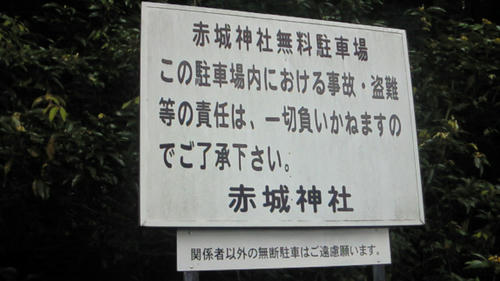 赤城神社無料駐車場
この駐車場内における事故・盗難
等の責任は、一切負いかねますの
でご了承下さい。
赤城神社
関係者以外の無断駐車はご遠慮願います。